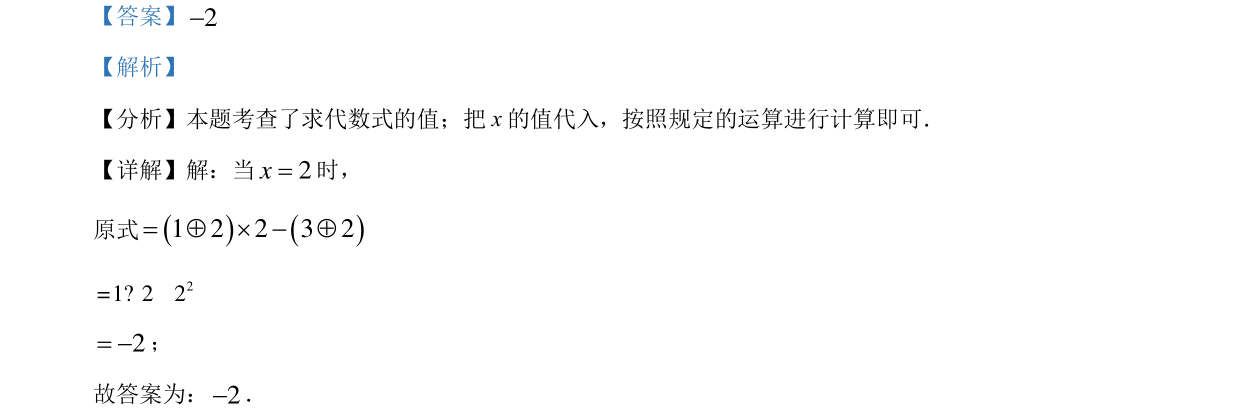 【答案】−2
【解析】
【分析】本题考查了求代数式的值；把 x 的值代入，按照规定的运算进行计算即可．
【详解】解：当 x = 2 时，
原式=(1⊕2)×2−(3⊕2)
=1? 2 2²
= −2；
故答案为：−2．